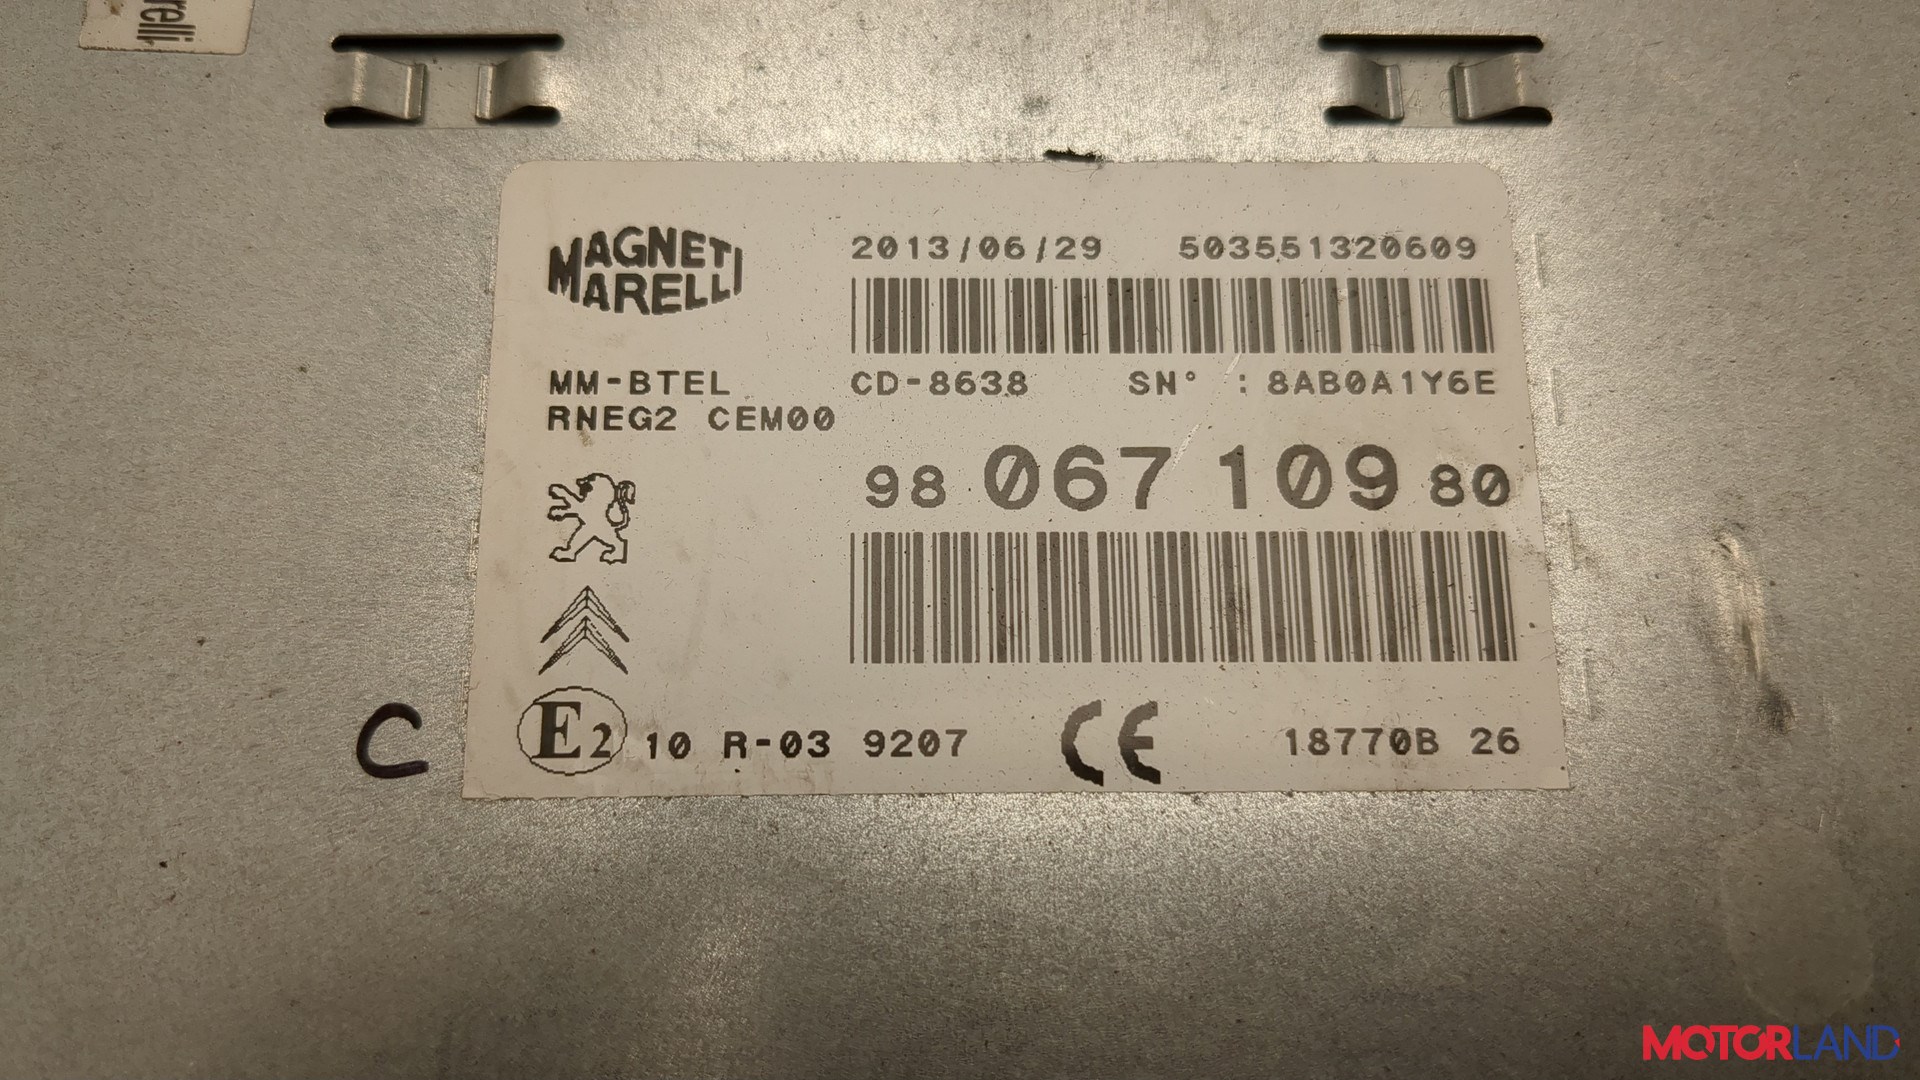 relli
MAGNETI
MARELLI
2013/06/29 503551320609
MM-BTEL CD-8638 SN° : 8AB0A1Y6E
RNEG2 CEM00
98 067 109 80
E2 10 R-03 9207 CE 18770B 26
C
MOTORLAND